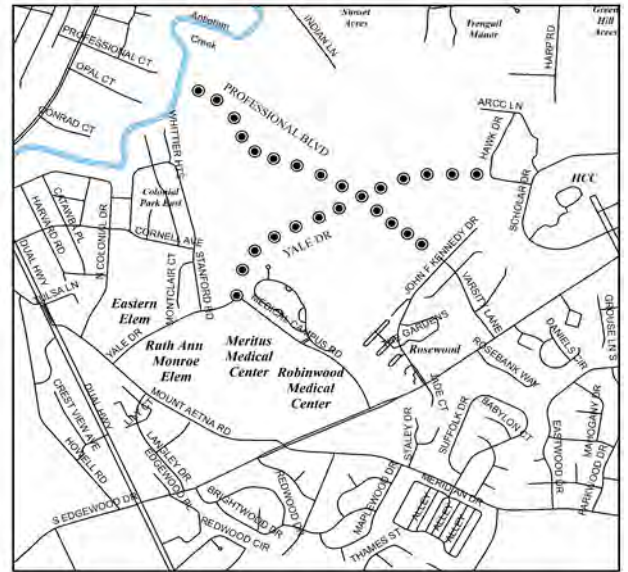 Antietam
Creek
Sunset
Acres
Tranquil
Manor
Green
Hill
Acres
PROFESSIONAL CT
OPAL CT
CONRAD CT
INDIAN LN
HARP RD
PROFESSIONAL BLVD
WHITTIER HTS
ARCC LN
HAWK DR
SCHOLAR DR
HCC
Colonial
Park East
CATAWBA PL
HARVARD RD
N COLONIAL DR
CORNELL AVE
YALE DR
JOHN F KENNEDY DR
DUAL HWY
TULSA LN
MONTCLAIR CT
STANFORD RD
VARSITY LANE
MEDICAL CAMPUS RD
Eastern
Elem
YALE DR
Ruth Ann
Monroe
Elem
Meritus
Medical
Center
Robinwood
Medical
Center
GARDENS
Rosewood
ROSEBANK WAY
DANIELS CIR
GROUSE LN S
JADE CT
CREST VIEW AVE
DUAL HWY
HOWELL RD
MOUNT AETNA RD
LANGLEY DR
EDGEWOOD PL
STALEY DR
SUFFOLK DR
BABYLON CT
EASTWOOD DR
MAHOGANY DR
PARKWOOD DR
S EDGEWOOD DR
BRIGHTWOOD DR
REDWOOD CIR
REDWOOD DR
MAPLEWOOD DR
MERIDIAN DR
ALLEY
ALLEY
ALLEY
THAMES ST